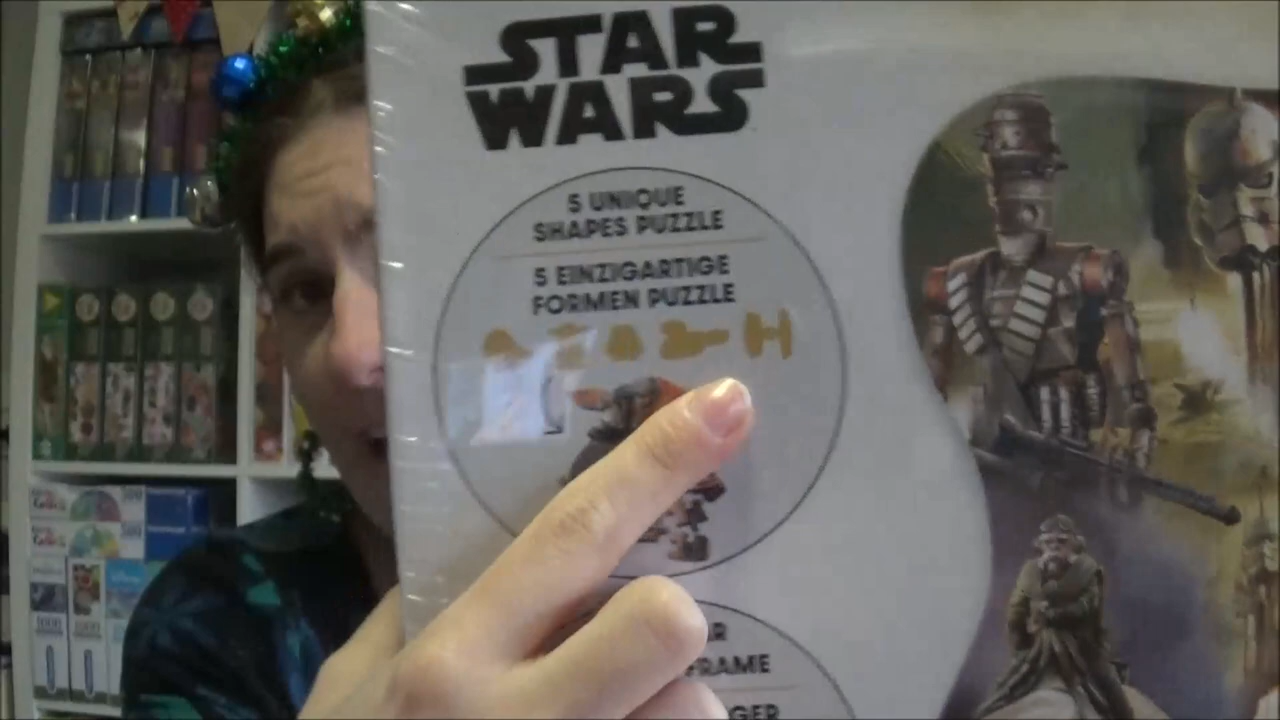 STAR
WARS
5 UNIQUE
SHAPES PUZZLE
5 EINZIGARTIGE
FORMEN PUZZLE
FRAME